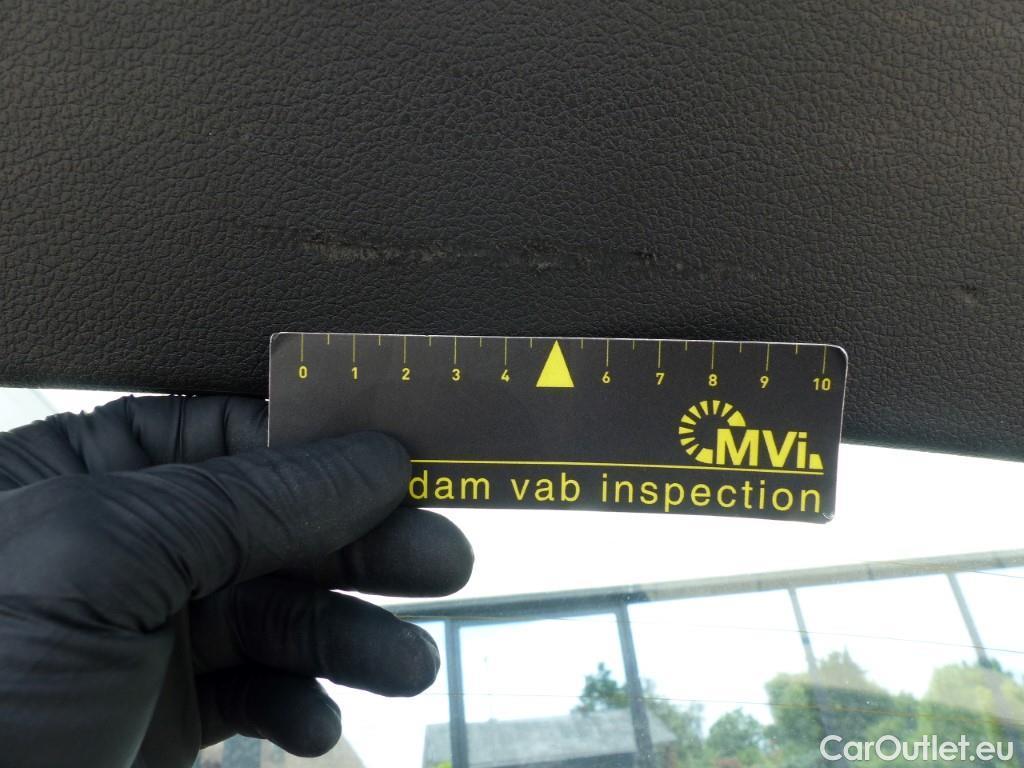 0 1 2 3 4 6 7 8 9 10
MVi
dam vab inspection
CarOutlet.eu